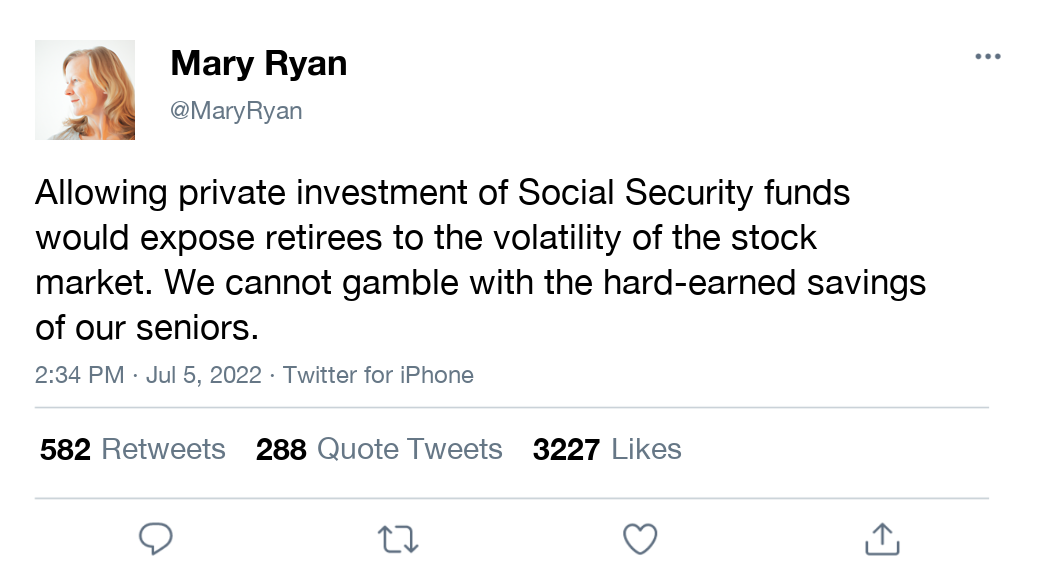 Mary Ryan
@MaryRyan
Allowing private investment of Social Security funds
would expose retirees to the volatility of the stock
market. We cannot gamble with the hard-earned savings
of our seniors.
2:34 PM · Jul 5, 2022 · Twitter for iPhone
582 Retweets 288 Quote Tweets 3227 Likes